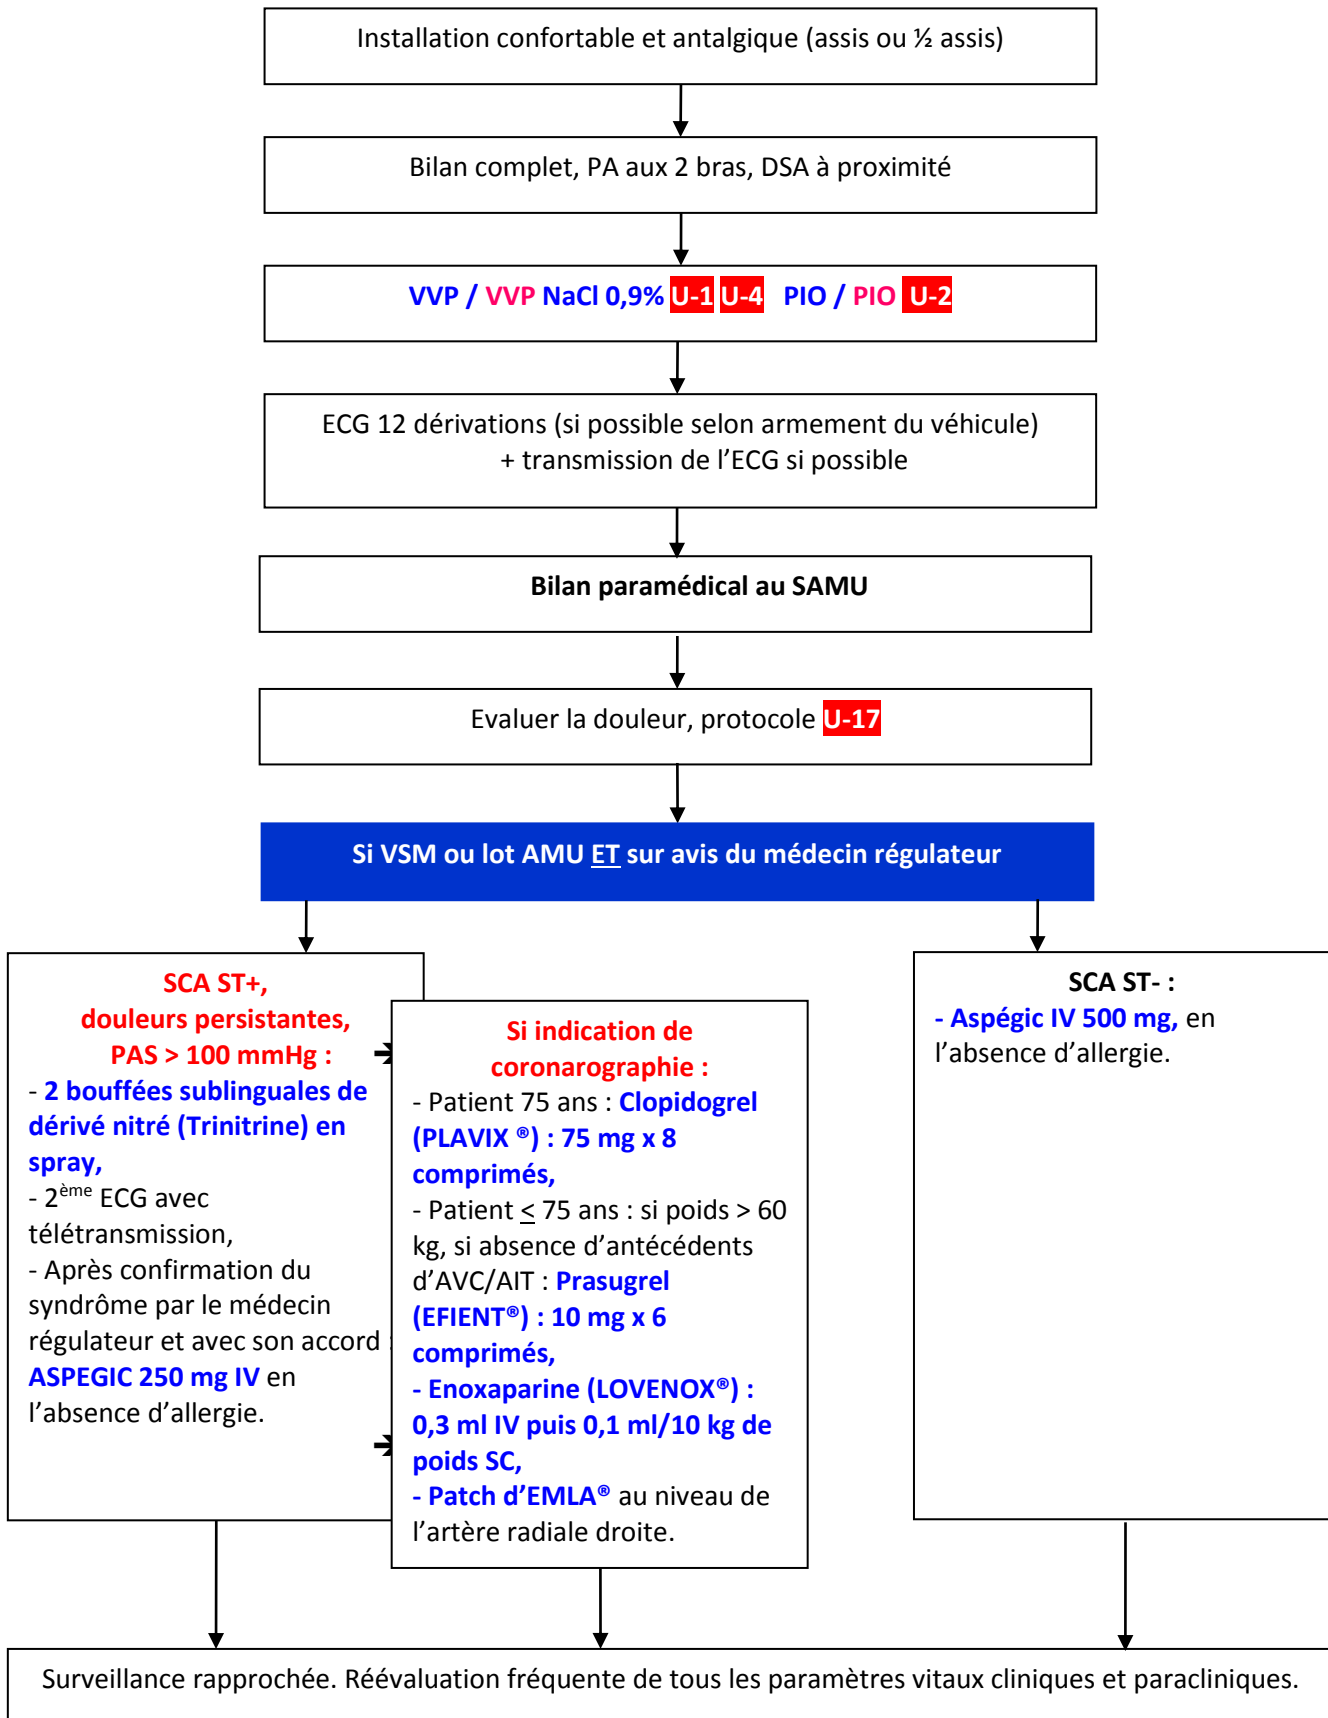 Installation confortable et antalgique (assis ou ½ assis)
Bilan complet, PA aux 2 bras, DSA à proximité
VVP / VVP NaCl 0,9% U-1 U-4 PIO / PIO U-2
ECG 12 dérivations (si possible selon armement du véhicule)
+ transmission de l’ECG si possible
Bilan paramédical au SAMU
Evaluer la douleur, protocole U-17
Si VSM ou lot AMU ET sur avis du médecin régulateur
SCA ST+,
douleurs persistantes,
PAS > 100 mmHg :
- 2 bouffées sublinguales de
dérivé nitré (Trinitrine) en
spray,
- 2ème ECG avec
télétransmission,
- Après confirmation du
syndrôme par le médecin
régulateur et avec son accord :
ASPEGIC 250 mg IV en
l’absence d’allergie.
Si indication de
coronarographie :
- Patient 75 ans : Clopidogrel
(PLAVIX ®) : 75 mg x 8
comprimés,
- Patient < 75 ans : si poids > 60
kg, si absence d’antécédents
d’AVC/AIT : Prasugrel
(EFIENT®) : 10 mg x 6
comprimés,
- Enoxaparine (LOVENOX®) :
0,3 ml IV puis 0,1 ml/10 kg de
poids SC,
- Patch d’EMLA® au niveau de
l’artère radiale droite.
SCA ST- :
- Aspégic IV 500 mg, en
l’absence d’allergie.
Surveillance rapprochée. Réévaluation fréquente de tous les paramètres vitaux cliniques et paracliniques.